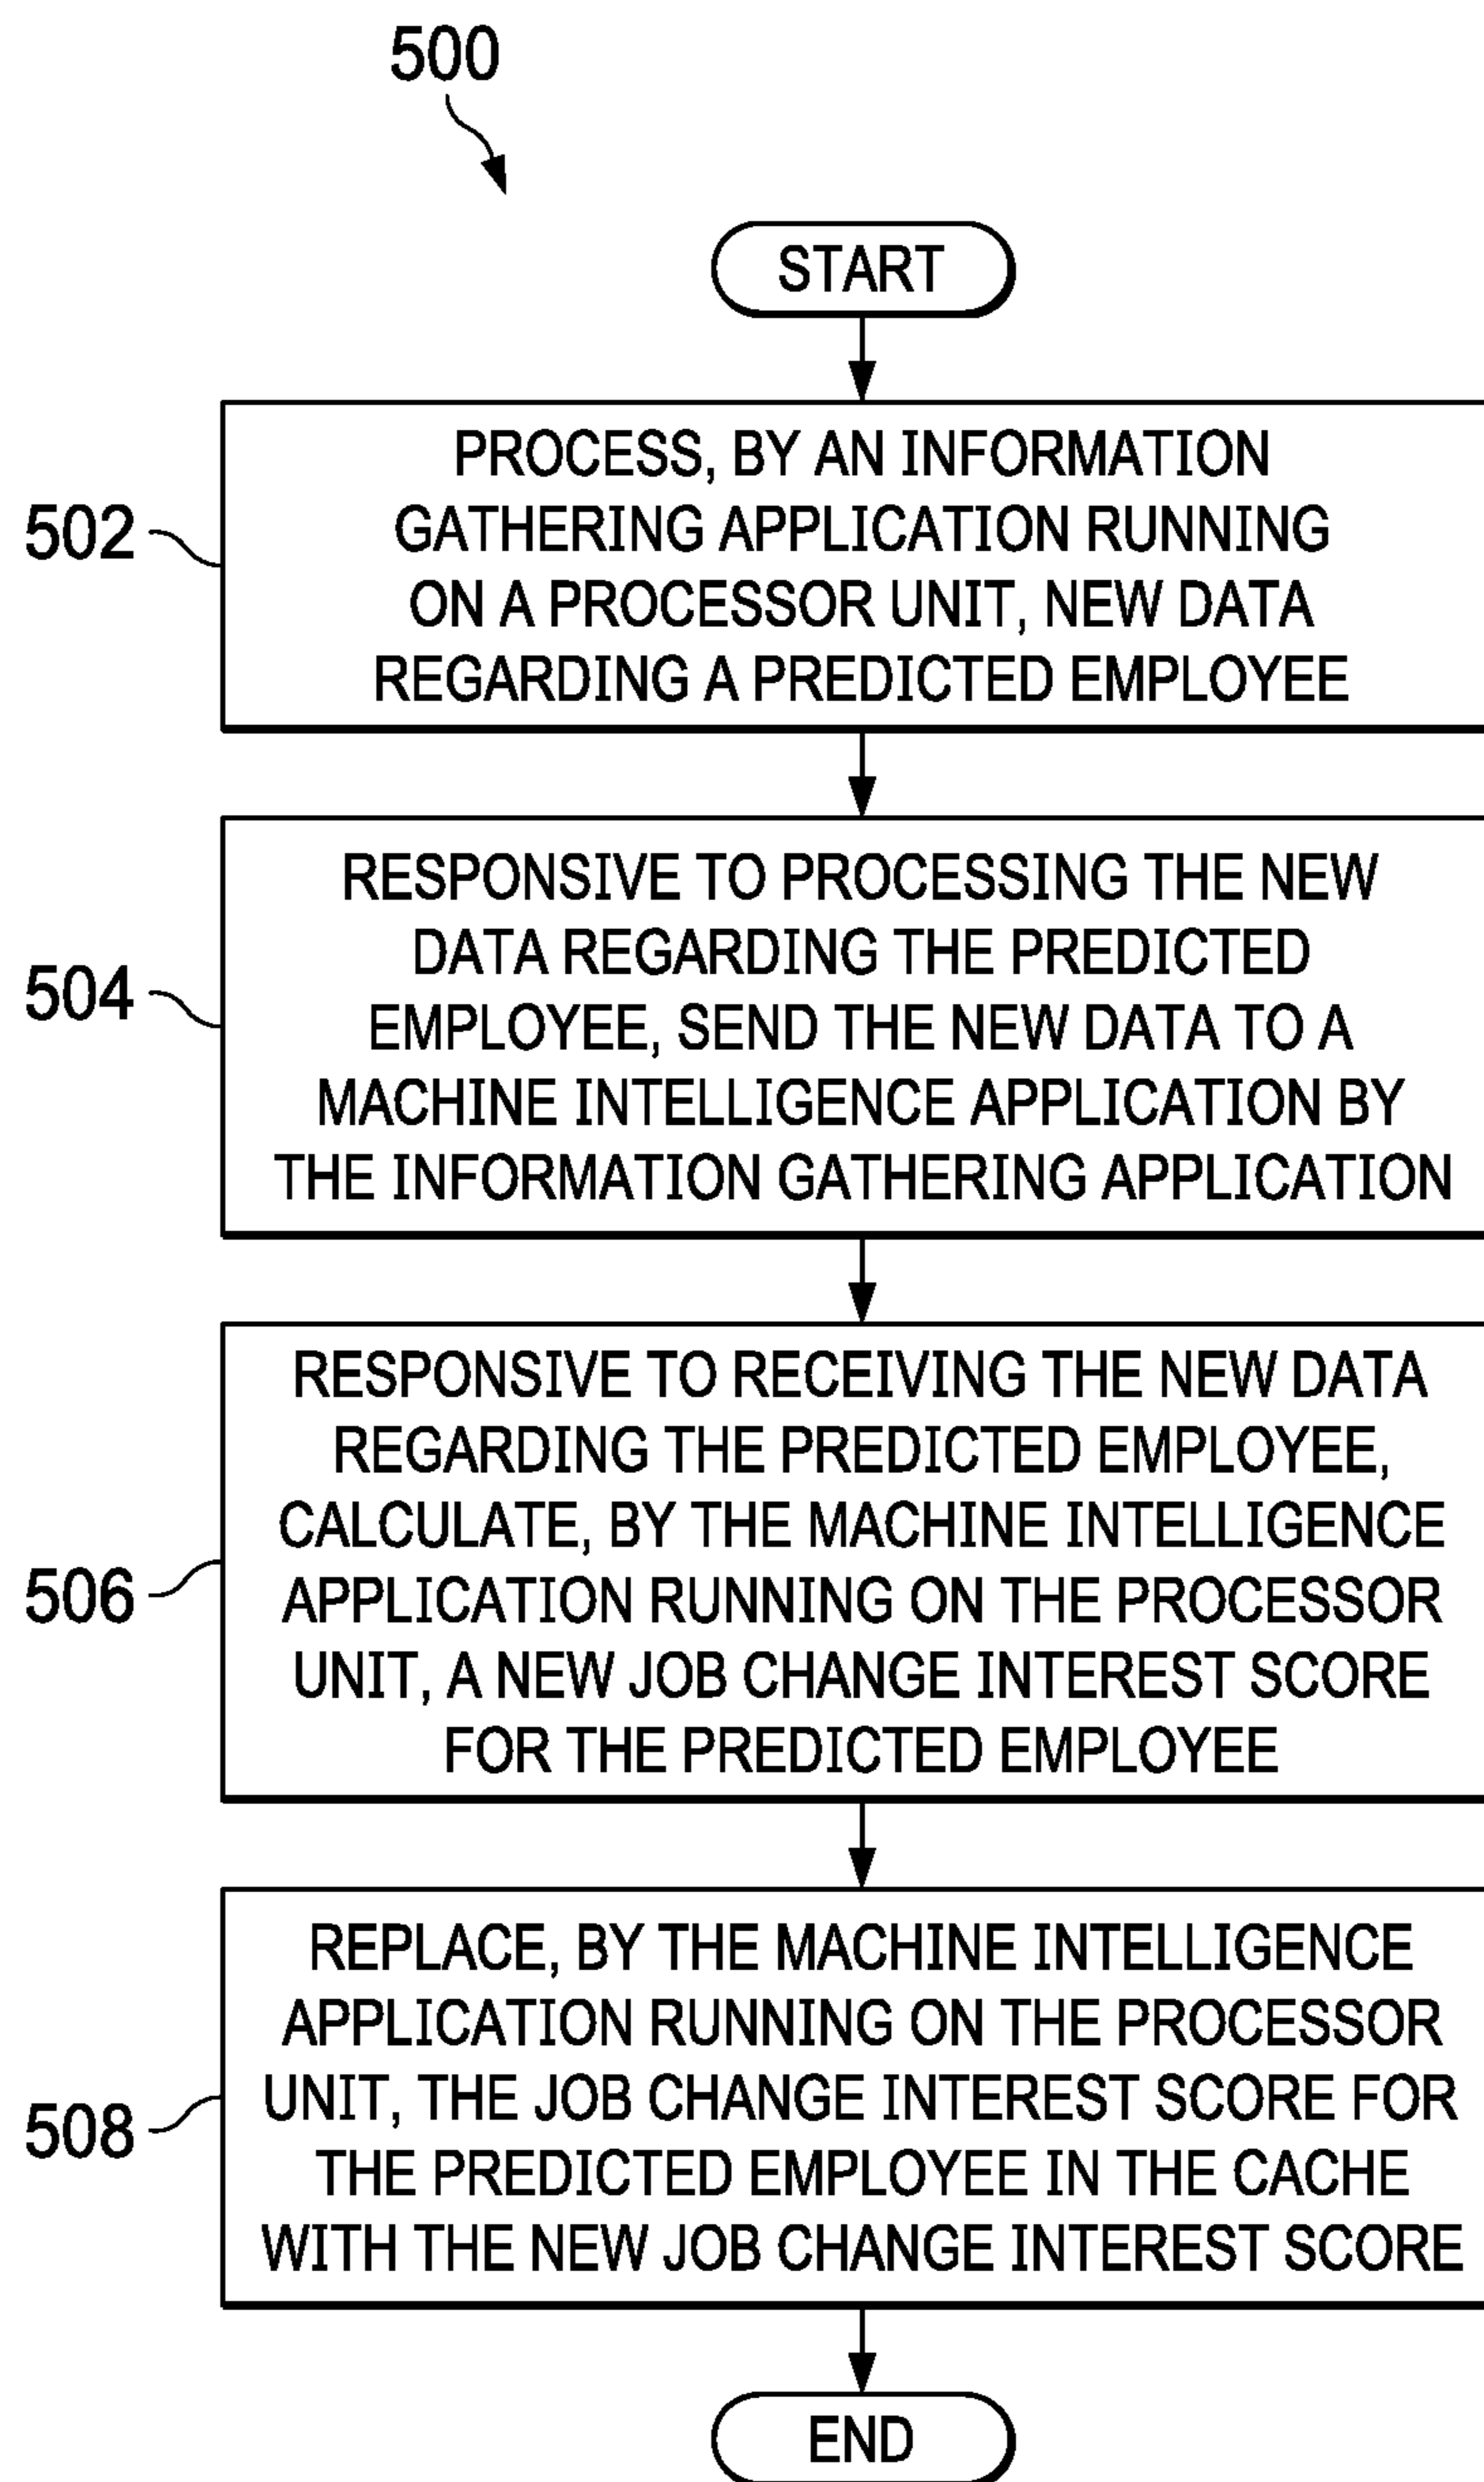 500
START
502
PROCESS, BY AN INFORMATION
GATHERING APPLICATION RUNNING
ON A PROCESSOR UNIT, NEW DATA
REGARDING A PREDICTED EMPLOYEE
504
RESPONSIVE TO PROCESSING THE NEW
DATA REGARDING THE PREDICTED
EMPLOYEE, SEND THE NEW DATA TO A
MACHINE INTELLIGENCE APPLICATION BY
THE INFORMATION GATHERING APPLICATION
506
RESPONSIVE TO RECEIVING THE NEW DATA
REGARDING THE PREDICTED EMPLOYEE,
CALCULATE, BY THE MACHINE INTELLIGENCE
APPLICATION RUNNING ON THE PROCESSOR
UNIT, A NEW JOB CHANGE INTEREST SCORE
FOR THE PREDICTED EMPLOYEE
508
REPLACE, BY THE MACHINE INTELLIGENCE
APPLICATION RUNNING ON THE PROCESSOR
UNIT, THE JOB CHANGE INTEREST SCORE FOR
THE PREDICTED EMPLOYEE IN THE CACHE
WITH THE NEW JOB CHANGE INTEREST SCORE
END